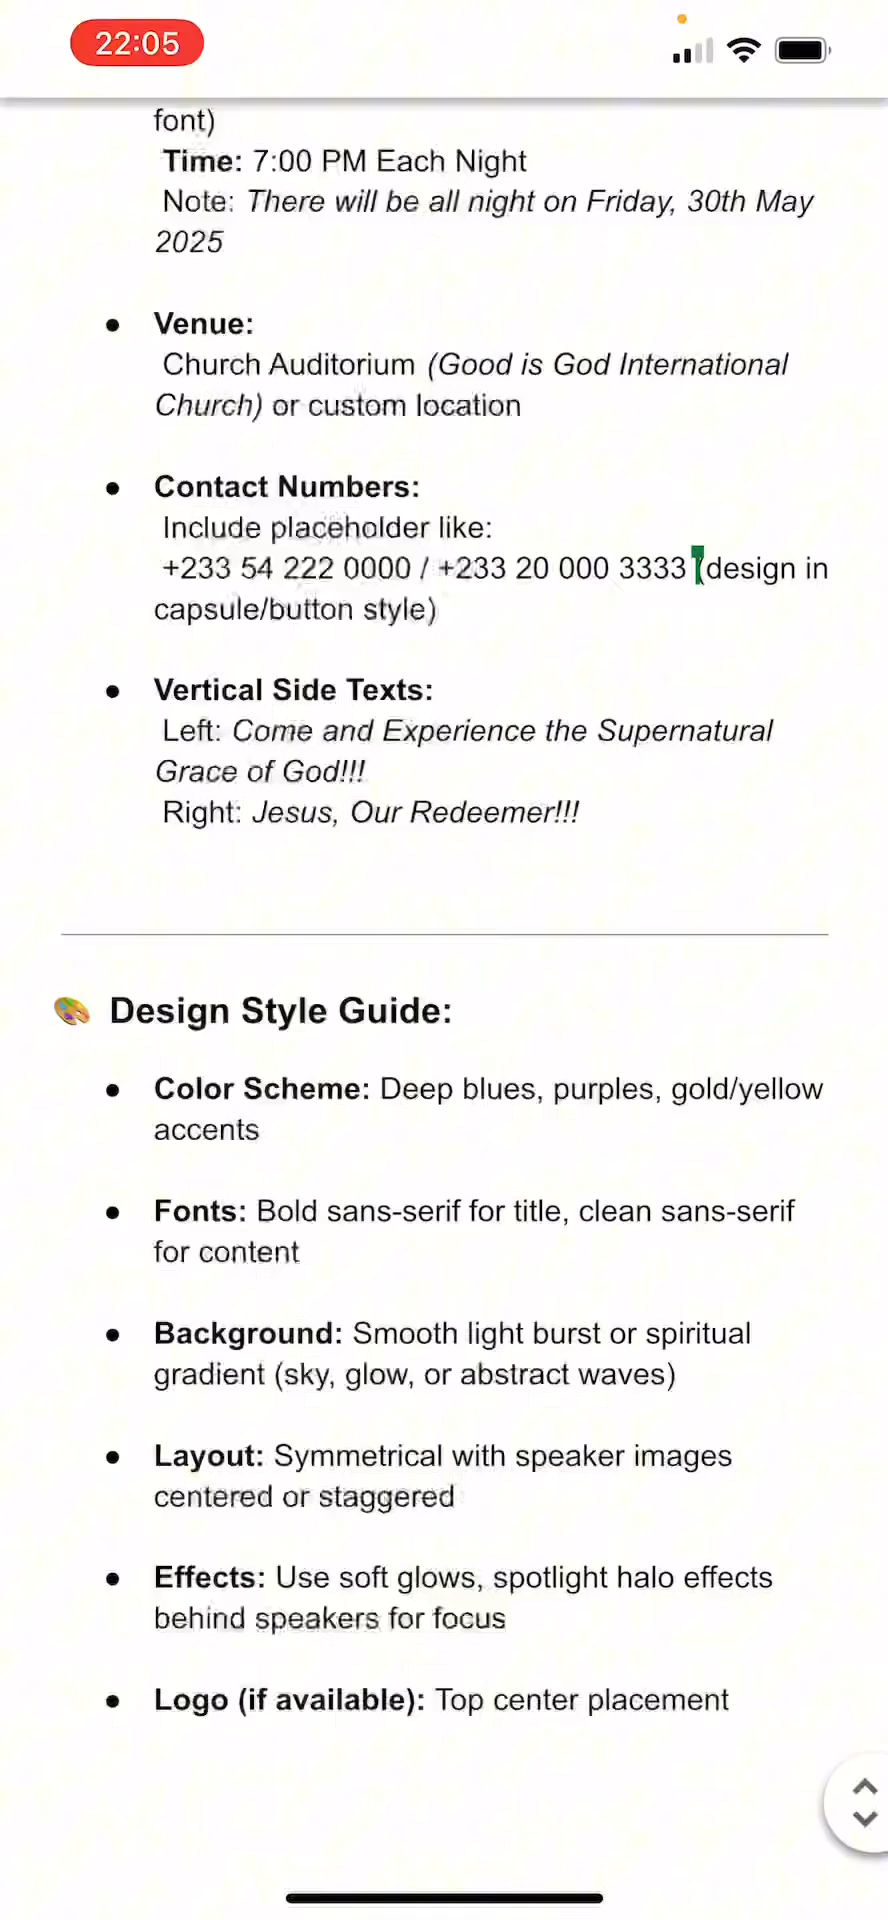 22:05
font)
Time: 7:00 PM Each Night
Note: There will be all night on Friday, 30th May
2025
● Venue:
Church Auditorium (Good is God International
Church) or custom location
● Contact Numbers:
Include placeholder like:
+233 54 222 0000 / +233 20 000 3333 (design in
capsule/button style)
● Vertical Side Texts:
Left: Come and Experience the Supernatural
Grace of God!!!
Right: Jesus, Our Redeemer!!!
🎨 Design Style Guide:
● Color Scheme: Deep blues, purples, gold/yellow
accents
● Fonts: Bold sans-serif for title, clean sans-serif
for content
● Background: Smooth light burst or spiritual
gradient (sky, glow, or abstract waves)
● Layout: Symmetrical with speaker images
centered or staggered
● Effects: Use soft glows, spotlight halo effects
behind speakers for focus
● Logo (if available): Top center placement